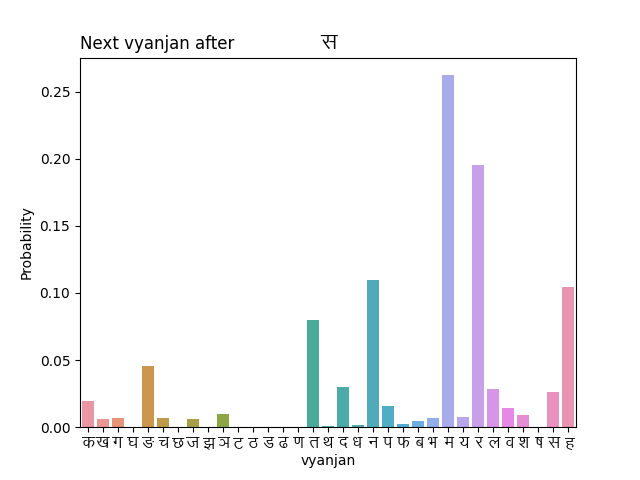 Next vyanjan after स
0.25
0.20
0.15
0.10
0.05
0.00
Probability
क ख ग घ ङ च छ ज झ ञ ट ठ ड ढ ण त थ द ध न प फ ब भ म य र ल व श ष स ह
vyanjan